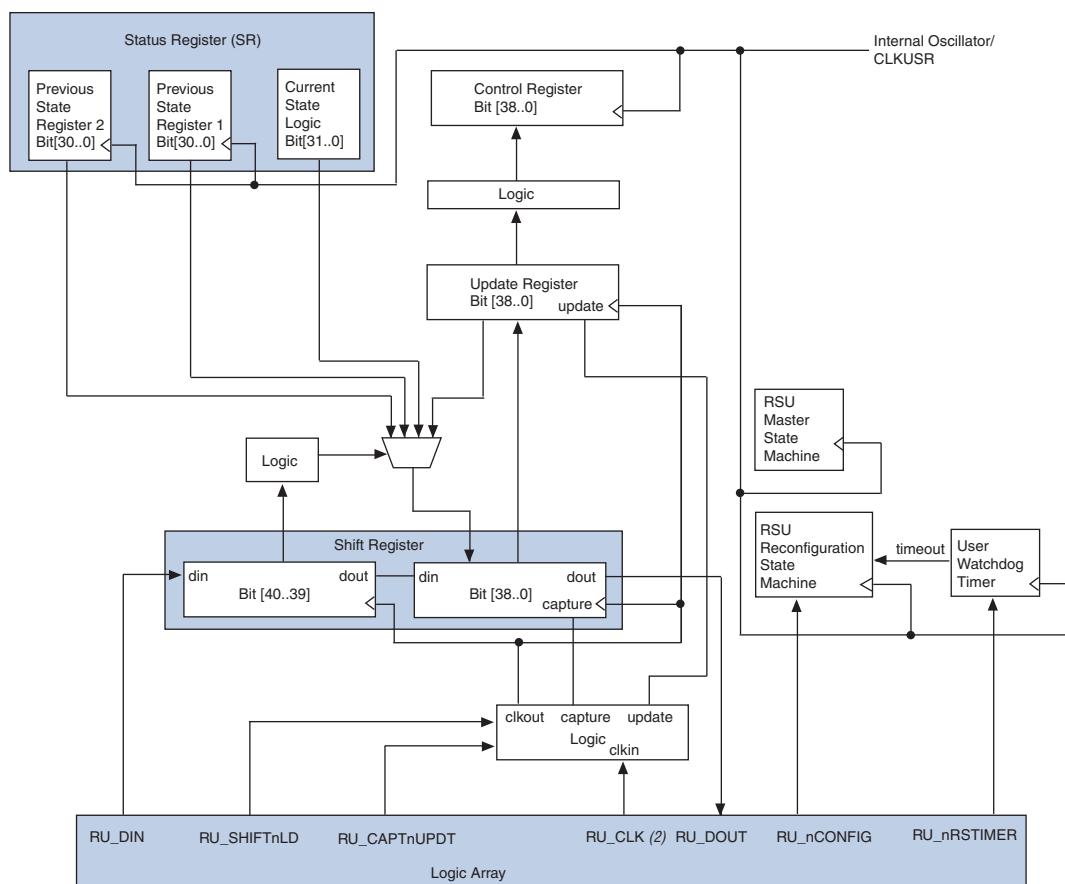 Status Register (SR)
Previous
State
Register 2
Bit[30..0]
Previous
State
Register 1
Bit[30..0]
Current
State
Logic
Bit[31..0]
Internal Oscillator/
CLKUSR
Control Register
Bit [38..0]
Logic
Update Register
Bit [38..0]
update
RSU
Master
State
Machine
Logic
Shift Register
din
dout
Bit [40..39]
din
dout
Bit [38..0]
capture
RSU
Reconfiguration
State
Machine
timeout
User
Watchdog
Timer
clkout capture update
Logic
clkin
RU_DIN
RU_SHIFTnLD
RU_CAPTnUPDT
RU_CLK (2)
RU_DOUT
RU_nCONFIG
RU_nRSTIMER
Logic Array